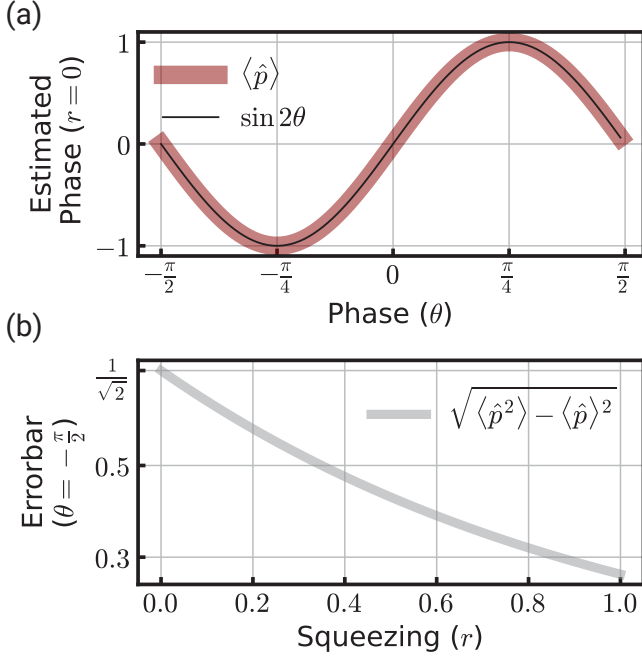 (a)
Estimated
Phase (r = 0)
1
0
−1
⟨p̂⟩
sin 2θ
−π/2
−π/4
0
π/4
π/2
Phase (θ)
(b)
Errorbar
(θ = −π/2)
1/√2
0.5
0.3
√⟨p̂²⟩ − ⟨p̂⟩²
0.0
0.2
0.4
0.6
0.8
1.0
Squeezing (r)